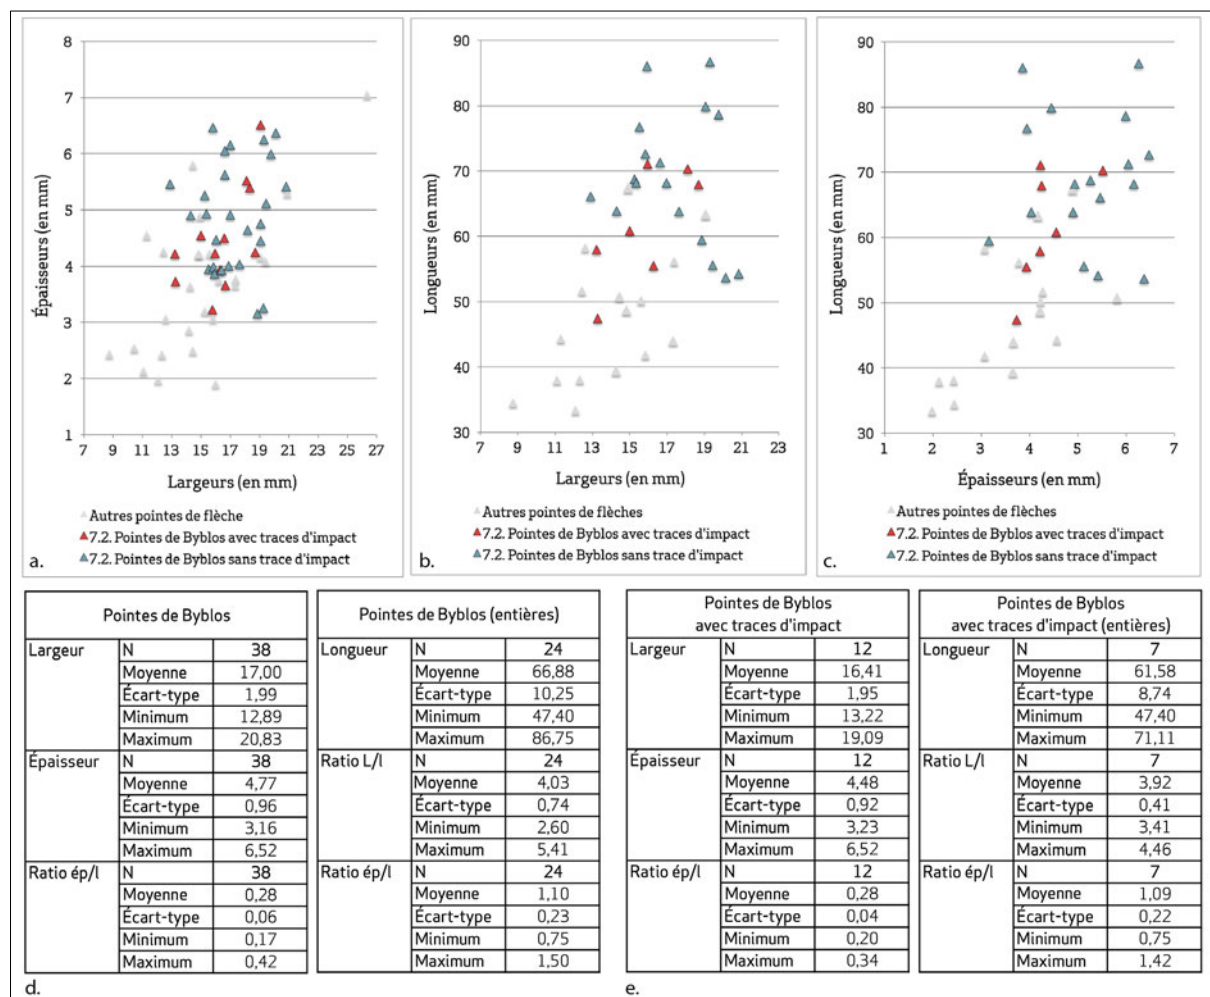 8
7
6
5
4
3
2
1
7 9 11 13 15 17 19 21 23 25 27
Épaisseurs (en mm)
Largeurs (en mm)
Autres pointes de flèche
7.2. Pointes de Byblos avec traces d'impact
7.2. Pointes de Byblos sans trace d'impact
a.
90
80
70
60
50
40
30
7 9 11 13 15 17 19 21 23
Longueurs (en mm)
Largeurs (en mm)
Autres pointes de flèches
7.2. Pointes de Byblos avec traces d'impact
7.2. Pointes de Byblos sans trace d'impact
b.
90
80
70
60
50
40
30
1 2 3 4 5 6 7
Longueurs (en mm)
Épaisseurs (en mm)
Autres pointes de flèches
7.2. Pointes de Byblos avec traces d'impact
7.2. Pointes de Byblos sans trace d'impact
c.
Pointes de Byblos
Largeur N 38
Moyenne 17,00
Écart-type 1,99
Minimum 12,89
Maximum 20,83
Épaisseur N 38
Moyenne 4,77
Écart-type 0,96
Minimum 3,16
Maximum 6,52
Ratio ép/l N 38
Moyenne 0,28
Écart-type 0,06
Minimum 0,17
Maximum 0,42
Pointes de Byblos (entières)
Longueur N 24
Moyenne 66,88
Écart-type 10,25
Minimum 47,40
Maximum 86,75
Ratio L/l N 24
Moyenne 4,03
Écart-type 0,74
Minimum 2,60
Maximum 5,41
Ratio ép/l N 24
Moyenne 1,10
Écart-type 0,23
Minimum 0,75
Maximum 1,50
d.
Pointes de Byblos
avec traces d'impact
Largeur N 12
Moyenne 16,41
Écart-type 1,95
Minimum 13,22
Maximum 19,09
Épaisseur N 12
Moyenne 4,48
Écart-type 0,92
Minimum 3,23
Maximum 6,52
Ratio ép/l N 12
Moyenne 0,28
Écart-type 0,04
Minimum 0,20
Maximum 0,34
Pointes de Byblos
avec traces d'impact (entières)
Longueur N 7
Moyenne 61,58
Écart-type 8,74
Minimum 47,40
Maximum 71,11
Ratio L/l N 7
Moyenne 3,92
Écart-type 0,41
Minimum 3,41
Maximum 4,46
Ratio ép/l N 7
Moyenne 1,09
Écart-type 0,22
Minimum 0,75
Maximum 1,42
e.